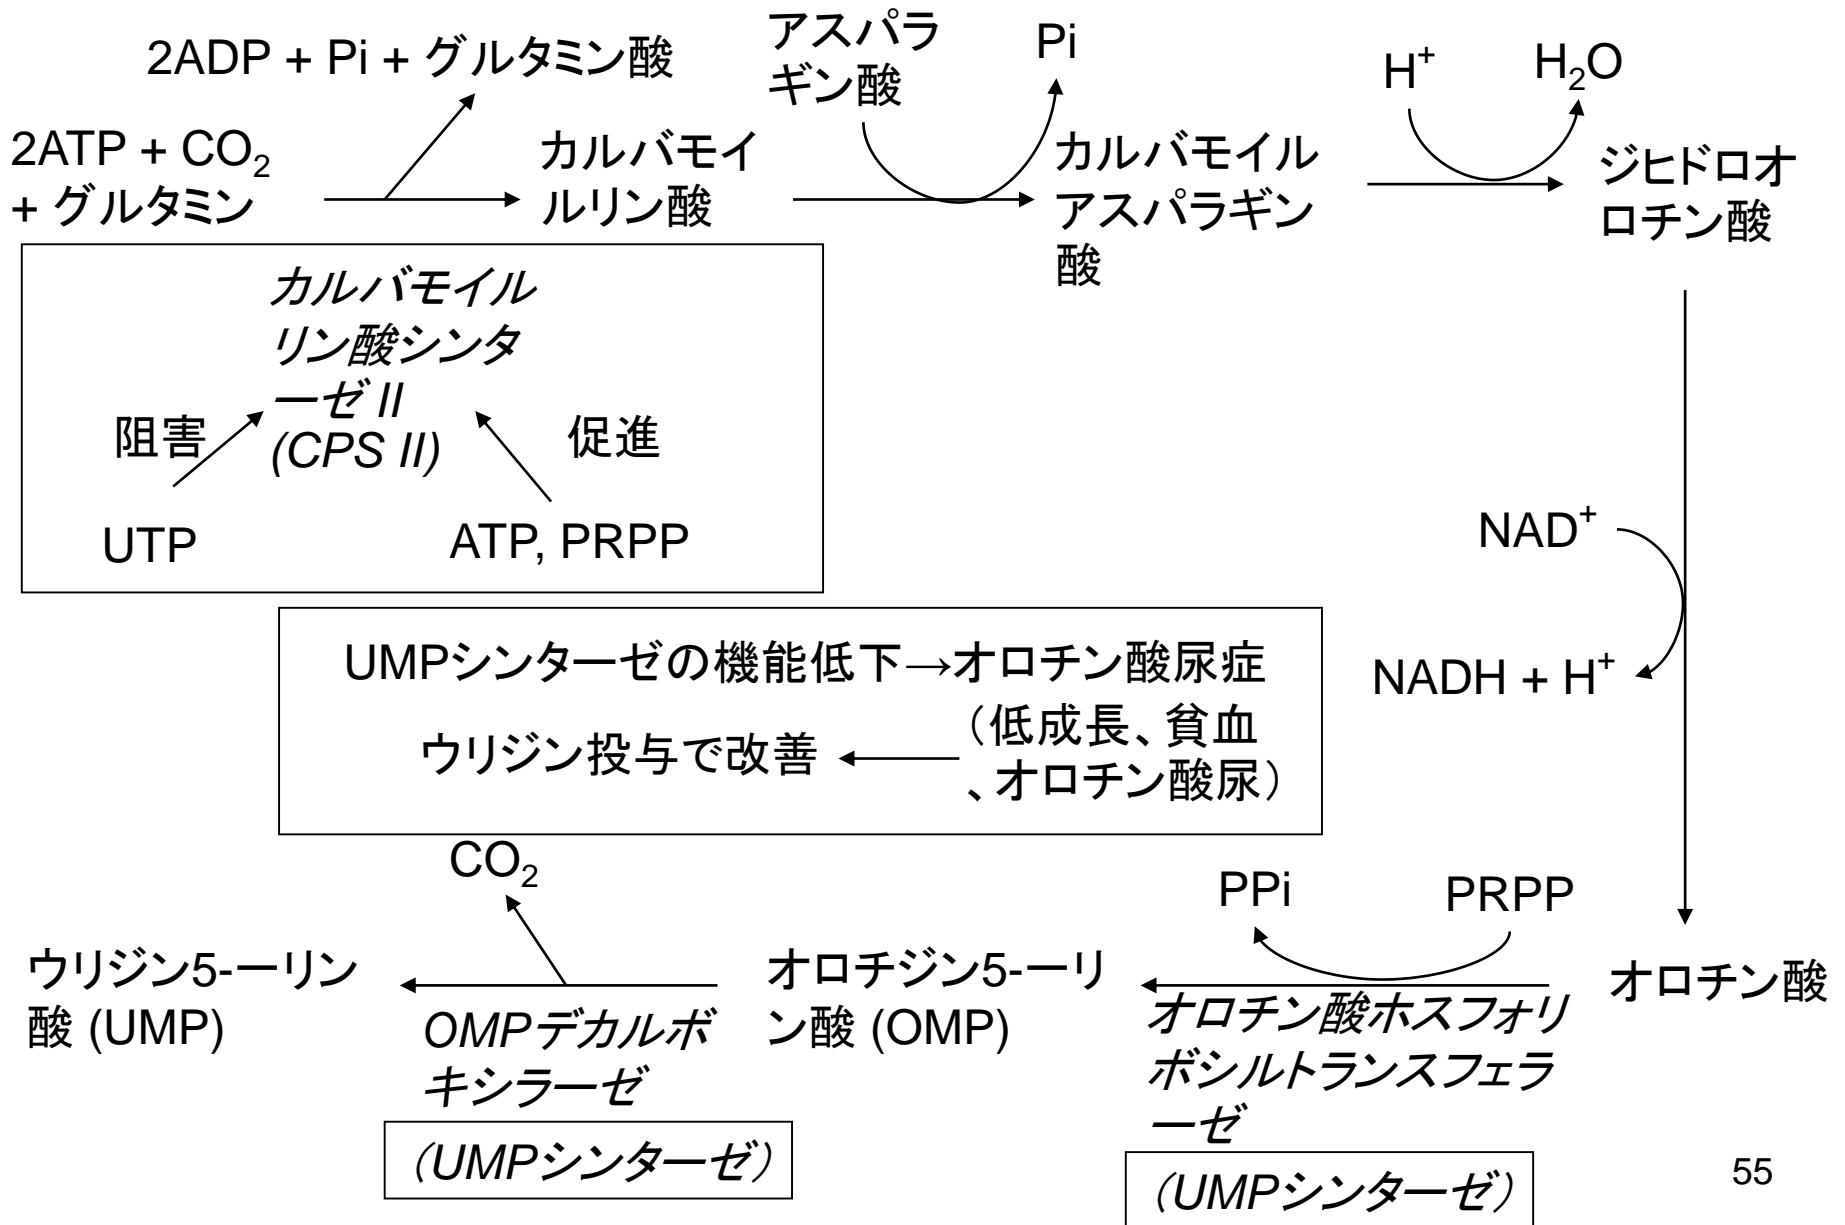 2ADP + Pi + グルタミン酸
アスパラ
ギン酸
Pi
H⁺
H₂O
2ATP + CO₂
+ グルタミン
カルバモイ
ルリン酸
カルバモイル
アスパラギン
酸
ジヒドロオ
ロチン酸
カルバモイル
リン酸シンタ
ーゼ II
(CPS II)
阻害
促進
UTP
ATP, PRPP
NAD⁺
NADH + H⁺
UMPシンターゼの機能低下→オロチン酸尿症
(低成長、貧血
、オロチン酸尿)
ウリジン投与で改善
CO₂
PPi
PRPP
ウリジン5-ーリン
酸 (UMP)
OMPデカルボ
キシラーゼ
(UMPシンターゼ)
オロチジン5-ーリ
ン酸 (OMP)
オロチン酸ホスフォリ
ボシルトランスフェラ
ーゼ
(UMPシンターゼ)
オロチン酸
55